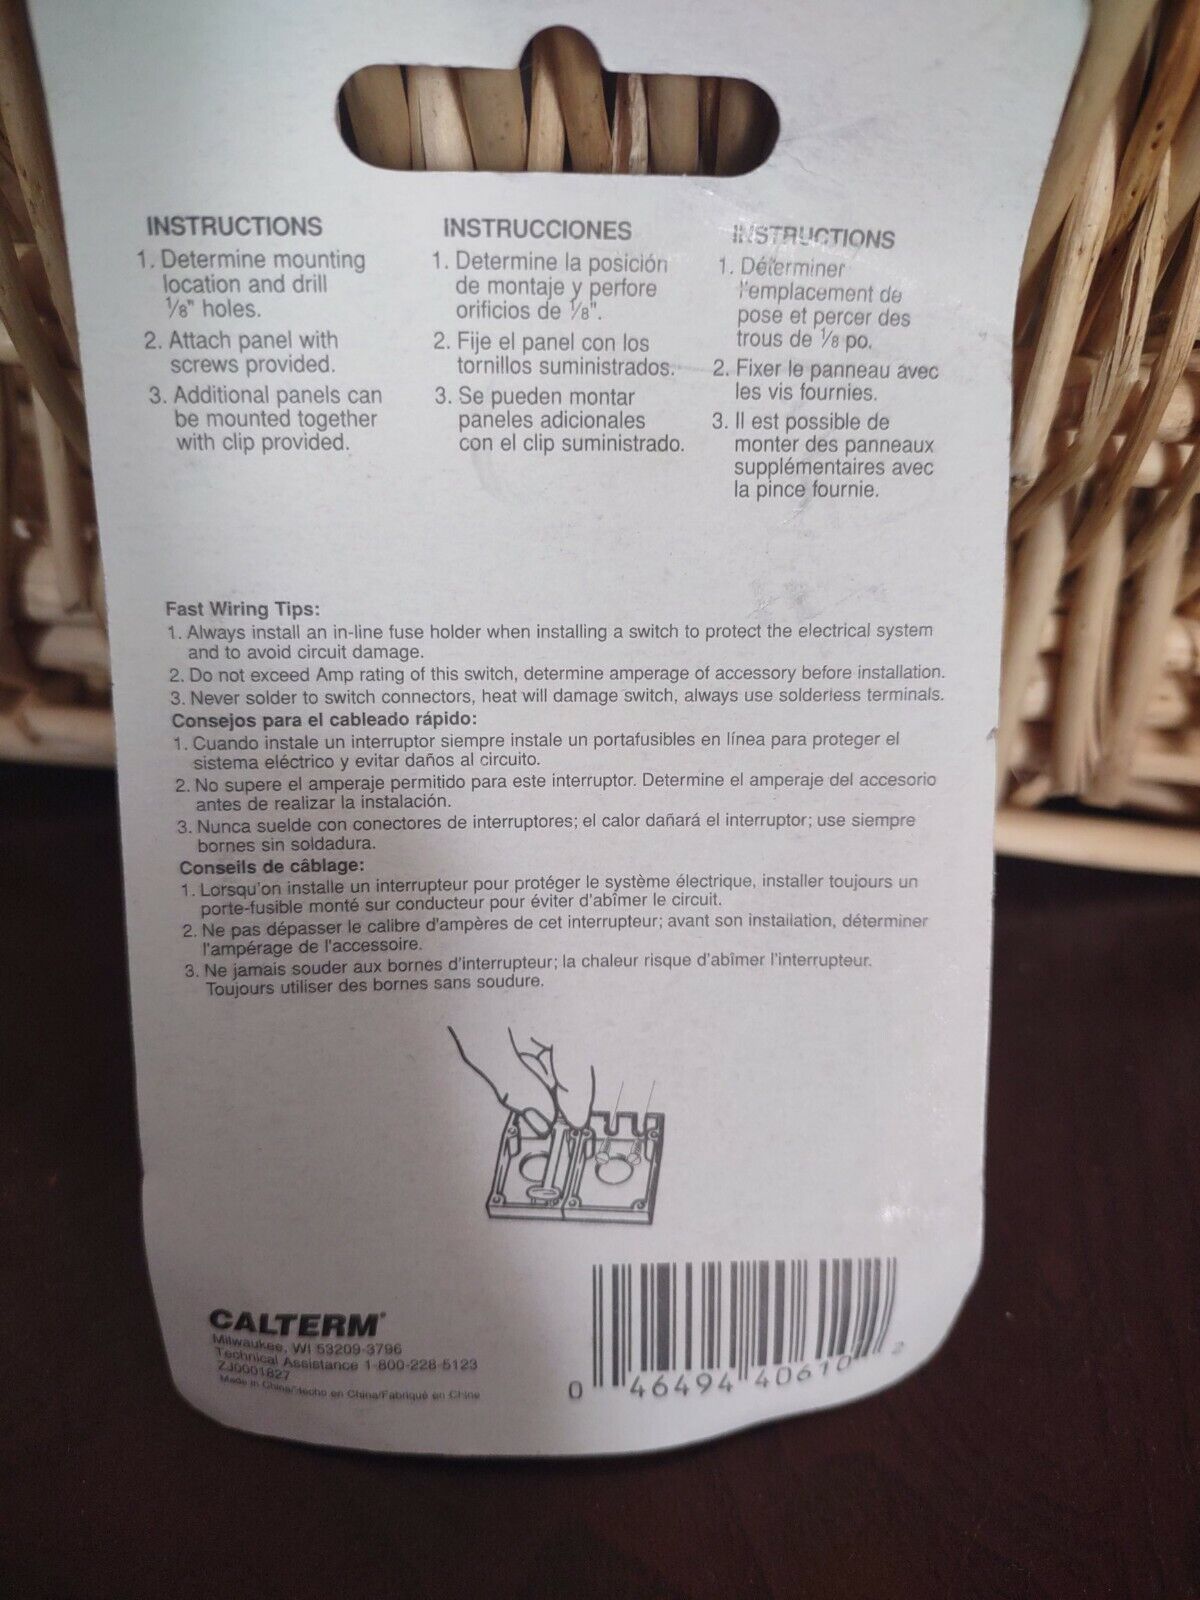 INSTRUCTIONS
1. Determine mounting
location and drill
1/8" holes.
2. Attach panel with
screws provided.
3. Additional panels can
be mounted together
with clip provided.
INSTRUCCIONES
1. Determine la posición
de montaje y perfore
orificios de 1/8".
2. Fije el panel con los
tornillos suministrados.
3. Se pueden montar
paneles adicionales
con el clip suministrado.
INSTRUCTIONS
1. Déterminer
l'emplacement de
pose et percer des
trous de 1/8 po.
2. Fixer le panneau avec
les vis fournies.
3. Il est possible de
monter des panneaux
supplémentaires avec
la pince fournie.
Fast Wiring Tips:
1. Always install an in-line fuse holder when installing a switch to protect the electrical system
and to avoid circuit damage.
2. Do not exceed Amp rating of this switch, determine amperage of accessory before installation.
3. Never solder to switch connectors, heat will damage switch, always use solderless terminals.
Consejos para el cableado rápido:
1. Cuando instale un interruptor siempre instale un portafusibles en línea para proteger el
sistema eléctrico y evitar daños al circuito.
2. No supere el amperaje permitido para este interruptor. Determine el amperaje del accesorio
antes de realizar la instalación.
3. Nunca suelde con conectores de interruptores; el calor dañará el interruptor; use siempre
bornes sin soldadura.
Conseils de câblage:
1. Lorsqu'on installe un interrupteur pour protéger le système électrique, installer toujours un
porte-fusible monté sur conducteur pour éviter d'abîmer le circuit.
2. Ne pas dépasser le calibre d'ampères de cet interrupteur; avant son installation, déterminer
l'ampérage de l'accessoire.
3. Ne jamais souder aux bornes d'interrupteur; la chaleur risque d'abîmer l'interrupteur.
Toujours utiliser des bornes sans soudure.
CALTERM®
Milwaukee, WI 53209-3796
Technical Assistance 1-800-228-5123
ZJ0001827
Made in China/Hecho en China/Fabriqué en Chine
0 46494 40610 2